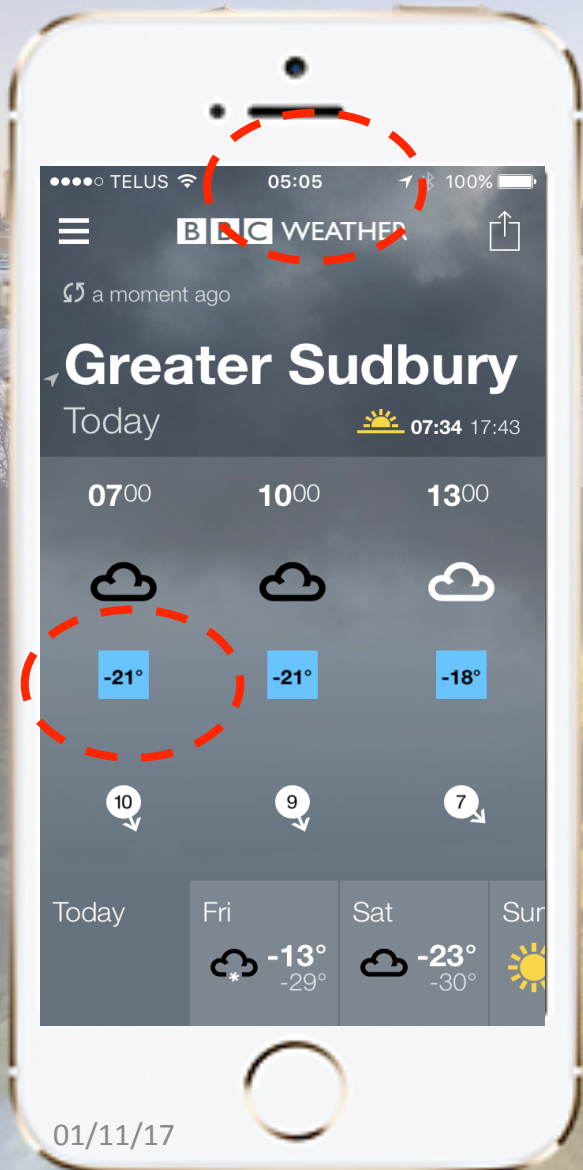 TELUS 05:05 100%
BBC WEATHER
a moment ago
Greater Sudbury
Today 07:34 17:43
0700 1000 1300
-21° -21° -18°
10 9 7
Today Fri Sat Sun
-13° -23°
-29° -30°
01/11/17